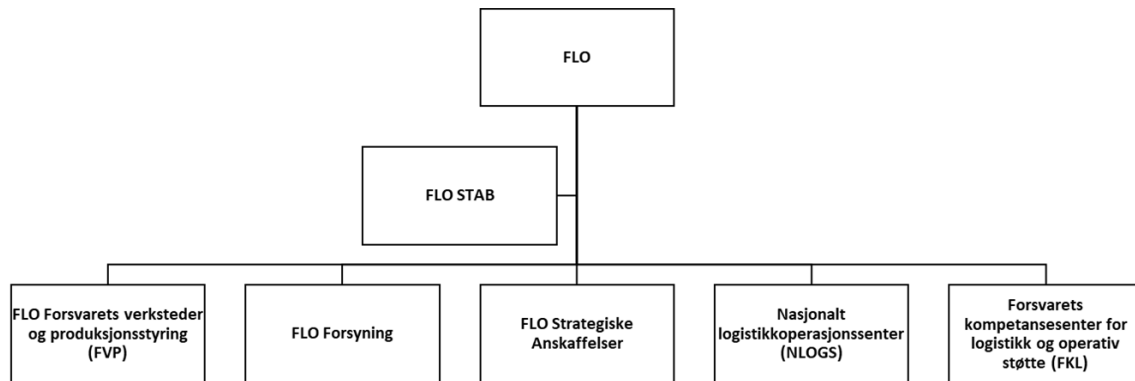 FLO
FLO STAB
FLO Forsvarets verksteder
og produksjonsstyring
(FVP)
FLO Forsyning
FLO Strategiske
Anskaffelser
Nasjonalt
logistikkoperasjonssenter
(NLOGS)
Forsvarets
kompetansesenter for
logistikk og operativ
støtte (FKL)